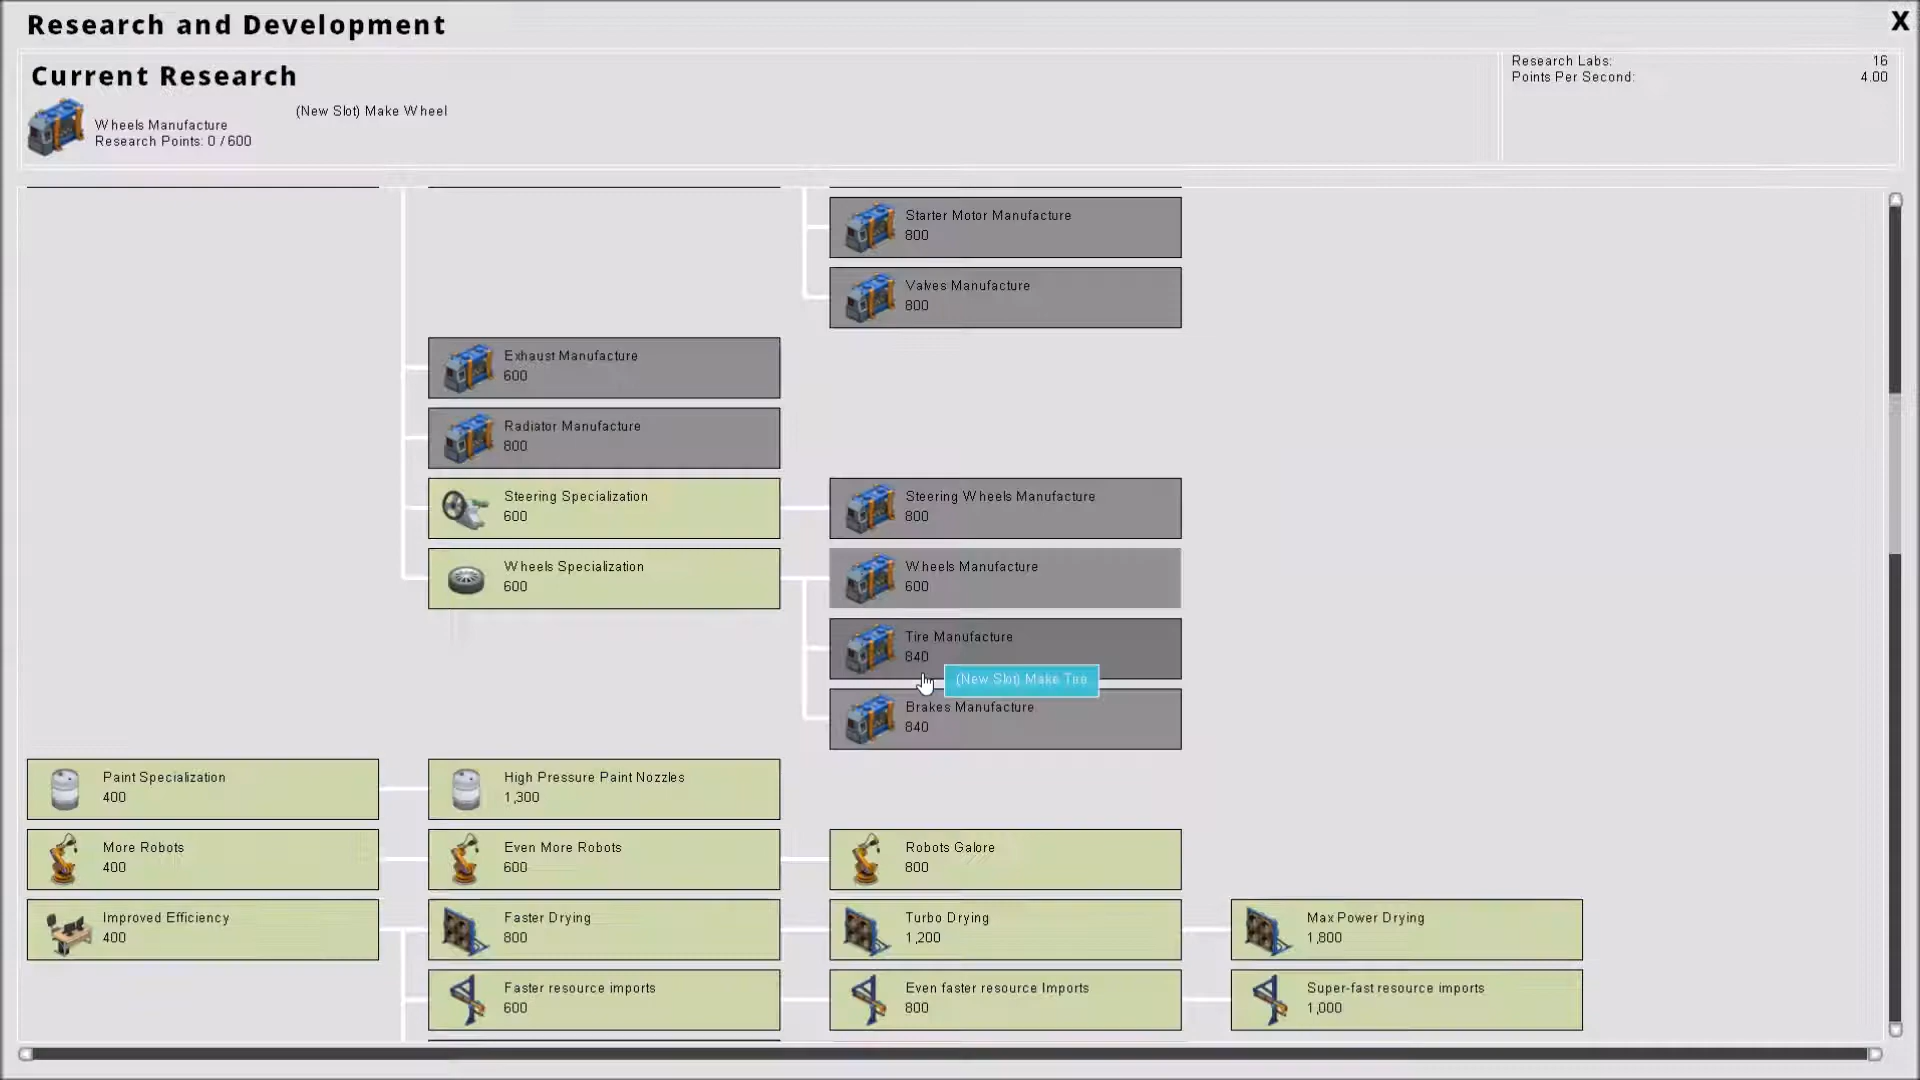 Research and Development
X
Current Research
(New Slot) Make Wheel
Wheels Manufacture
Research Points: 0 / 600
Research Labs: 16
Points Per Second: 4.00
Starter Motor Manufacture
800
Valves Manufacture
800
Exhaust Manufacture
600
Radiator Manufacture
800
Steering Specialization
600
Steering Wheels Manufacture
800
Wheels Specialization
600
Wheels Manufacture
600
Tire Manufacture
840
(New Slot) Make Tire
Brakes Manufacture
840
Paint Specialization
400
High Pressure Paint Nozzles
1,300
More Robots
400
Even More Robots
600
Robots Galore
800
Improved Efficiency
400
Faster Drying
800
Turbo Drying
1,200
Max Power Drying
1,800
Faster resource imports
600
Even faster resource Imports
800
Super-fast resource imports
1,000